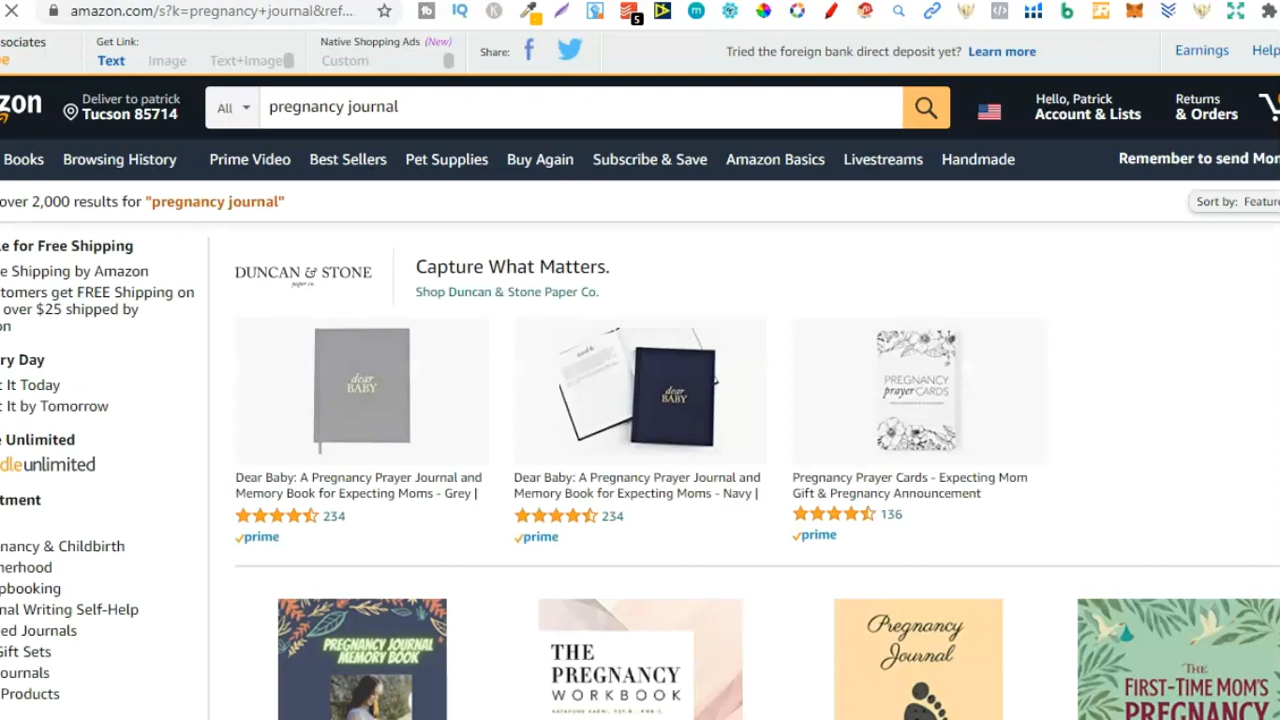 amazon.com/s?k=pregnancy+journal&ref...
5
sociates
Get Link:
Native Shopping Ads (New)
Text
Image
Text+Image
Custom
Share:
Tried the foreign bank direct deposit yet? Learn more
Earnings
Help
zon
Deliver to patrick
Tucson 85714
All
pregnancy journal
Hello, Patrick
Account & Lists
Returns
& Orders
Books
Browsing History
Prime Video
Best Sellers
Pet Supplies
Buy Again
Subscribe & Save
Amazon Basics
Livestreams
Handmade
Remember to send Mon
over 2,000 results for "pregnancy journal"
Sort by: Feature
le for Free Shipping
e Shipping by Amazon
tomers get FREE Shipping on
over $25 shipped by
on
ry Day
t It Today
t It by Tomorrow
e Unlimited
dleunlimited
tment
nancy & Childbirth
herhood
pbooking
nal Writing Self-Help
ed Journals
Gift Sets
ournals
Products
DUNCAN & STONE
paper co
Capture What Matters.
Shop Duncan & Stone Paper Co.
dear
BABY
dear
BABY
PREGNANCY
prayer CARDS
Dear Baby: A Pregnancy Prayer Journal and
Memory Book for Expecting Moms - Grey |
234
prime
Dear Baby: A Pregnancy Prayer Journal and
Memory Book for Expecting Moms - Navy |
234
prime
Pregnancy Prayer Cards - Expecting Mom
Gift & Pregnancy Announcement
136
prime
PREGNANCY JOURNAL
MEMORY BOOK
THE
PREGNANCY
WORKBOOK
Pregnancy
Journal
THE
FIRST-TIME MOM'S
PREGNANCY